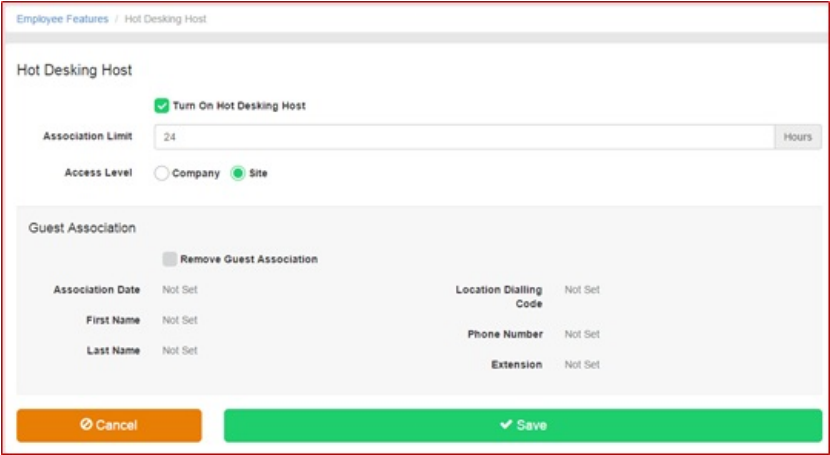 Employee Features / Hot Desking Host
Hot Desking Host
Turn On Hot Desking Host
Association Limit 24 Hours
Access Level Company Site
Guest Association
Remove Guest Association
Association Date Not Set Location Dialling Code Not Set
First Name Not Set
Phone Number Not Set
Last Name Not Set
Extension Not Set
Cancel Save